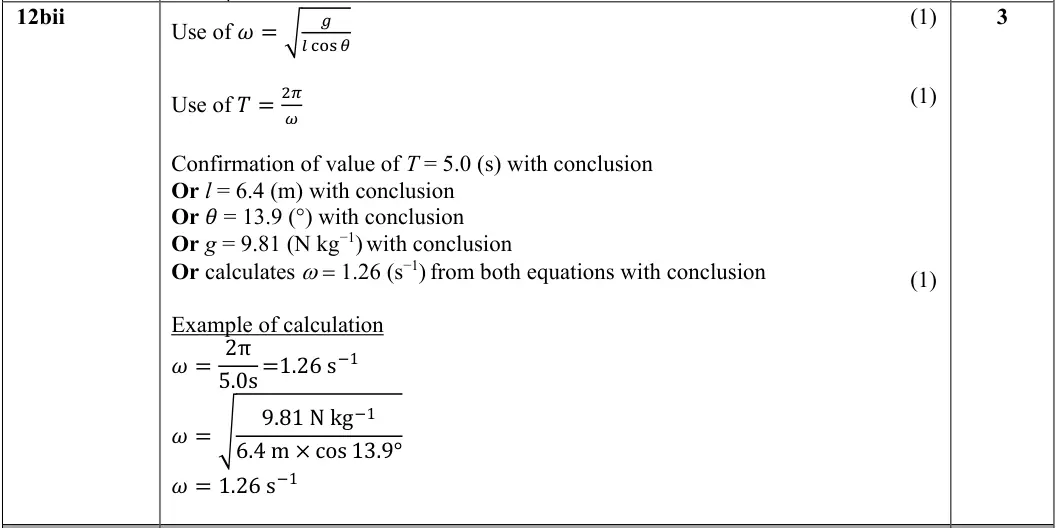 12bii
Use of 𝜔 = √(𝑔 / 𝑙 cos 𝜃) (1) 3
Use of 𝑇 = 2𝜋/𝜔 (1)
Confirmation of value of T = 5.0 (s) with conclusion
Or l = 6.4 (m) with conclusion
Or 𝜃 = 13.9 (°) with conclusion
Or g = 9.81 (N kg⁻¹) with conclusion
Or calculates ω = 1.26 (s⁻¹) from both equations with conclusion (1)
Example of calculation
𝜔 = 2π/5.0s =1.26 s⁻¹
𝜔 = √(9.81 N kg⁻¹ / 6.4 m × cos 13.9°)
𝜔 = 1.26 s⁻¹